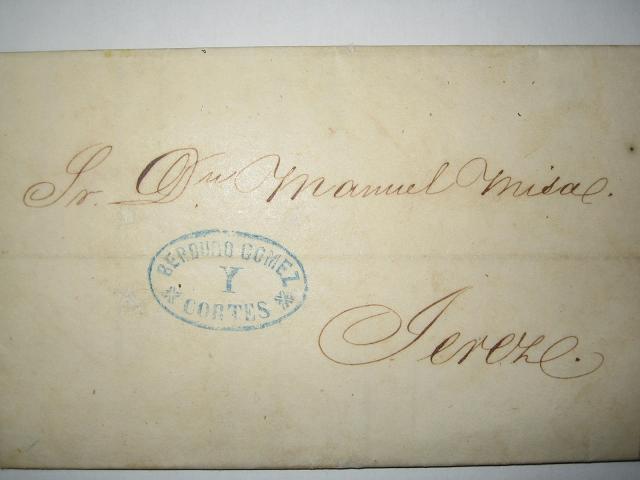 Sr. Dn Manuel Misa.
BERDUGO GOMEZ
Y
CORTES
Jerez.